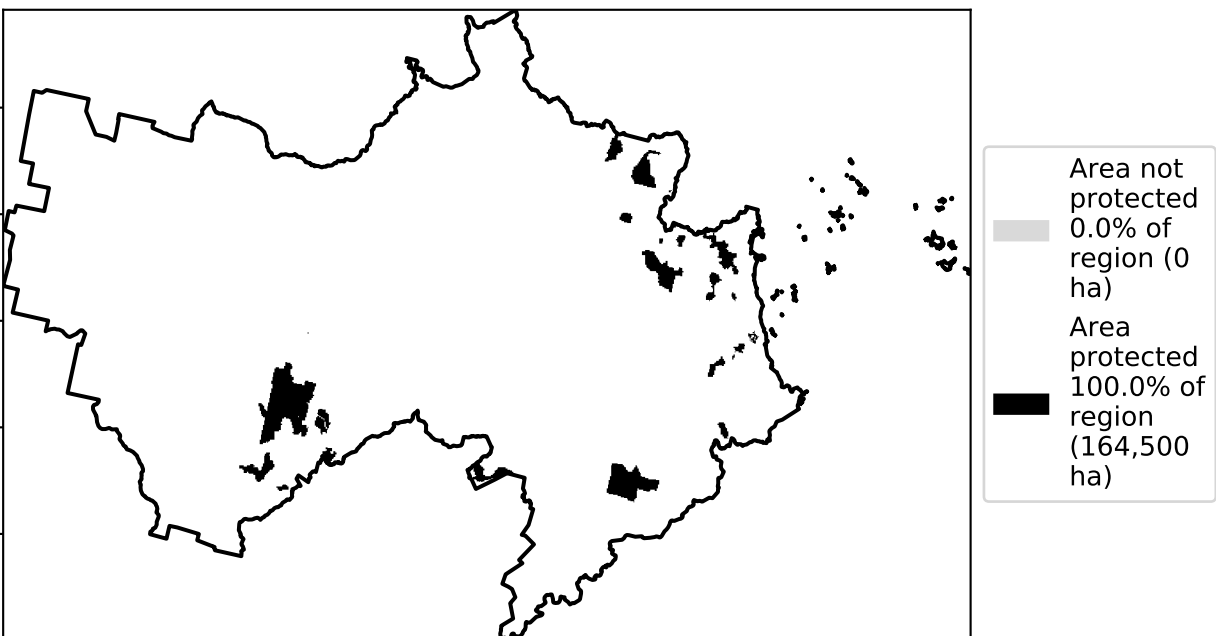 Area not
protected
0.0% of
region (0
ha)
Area
protected
100.0% of
region
(164,500
ha)